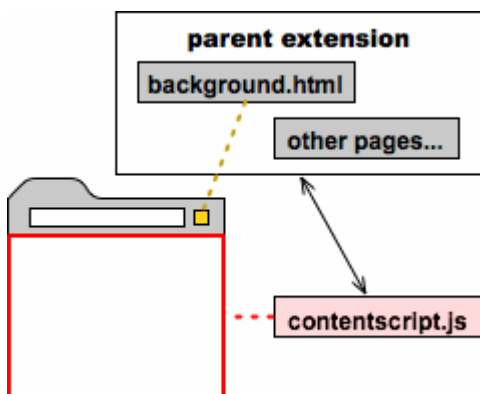 parent extension
background.html
other pages...
contentscript.js